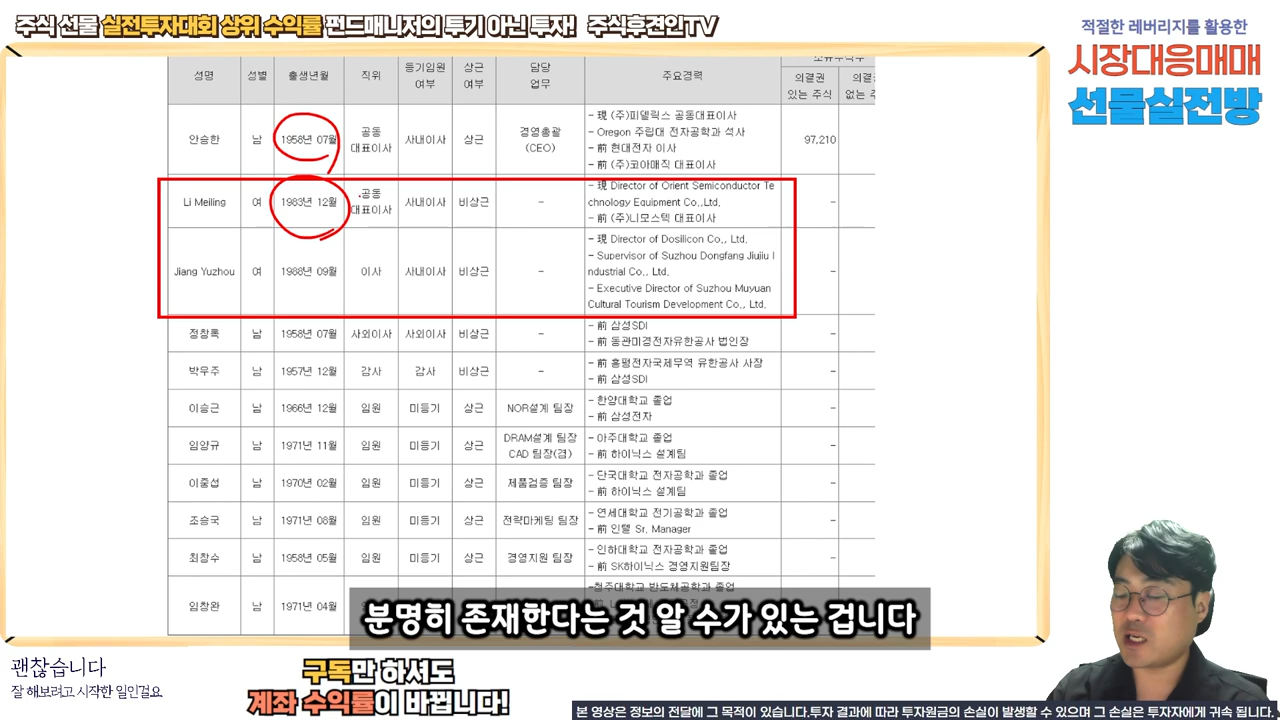 주식 선물 실전투자대회 상위 수익률 펀드매니저의 투기 아닌 투자! 주식후견인TV
적절한 레버리지를 활용한
시장대응매매
선물실전방
성명 성별 출생년월 직위 등기임원 여부 상근 여부 담당 업무 주요경력
의결권 있는 주식
안승한 남 1958년 07월 공동 대표이사 사내이사 상근 경영총괄 (CEO) 97,210
- 現 (주)피델릭스 공동대표이사
- Oregon 주립대 전자공학과 석사
- 前 현대전자 이사
- 前 (주)코아매직 대표이사
Li Meiling 여 1983년 12월 공동 대표이사 사내이사 비상근 - -
- 現 Director of Orient Semiconductor Te
chnology Equipment Co.,Ltd.
- 前 (주)니모스텍 대표이사
Jiang Yuzhou 여 1988년 09월 이사 사내이사 비상근 - -
- 現 Director of Dosilicon Co., Ltd.
- Supervisor of Suzhou Dongfang Jiujiu I
ndustrial Co., Ltd.
- Executive Director of Suzhou Muyuan
Cultural Tourism Development Co., Ltd.
정창록 남 1958년 07월 사외이사 사외이사 비상근 - -
- 前 삼성SDI
- 前 동관미경전자유한공사 법인장
박우주 남 1957년 12월 감사 감사 비상근 - -
- 前 홍평전자국제무역 유한공사 사장
- 前 삼성SDI
이승근 남 1966년 12월 임원 미등기 상근 NOR설계 팀장 -
- 한양대학교 졸업
- 前 삼성전자
임양규 남 1971년 11월 임원 미등기 상근 DRAM설계 팀장 CAD 팀장(겸) -
- 아주대학교 졸업
- 前 하이닉스 설계팀
이중섭 남 1970년 02월 임원 미등기 상근 제품검증 팀장 -
- 단국대학교 전자공학과 졸업
- 前 하이닉스 설계팀
조승국 남 1971년 08월 임원 미등기 상근 전략마케팅 팀장 -
- 연세대학교 전기공학과 졸업
- 前 인텔 Sr. Manager
최창수 남 1958년 05월 임원 미등기 상근 경영지원 팀장 -
- 인하대학교 전자공학과 졸업
- 前 SK하이닉스 경영지원팀장
임창완 남 1971년 04월
-청주대학교 반도체공학과 졸업
분명히 존재한다는 것 알 수가 있는 겁니다
괜찮습니다
잘 해보려고 시작한 일인걸요
구독만 하셔도
계좌 수익률이 바뀝니다!
본 영상은 정보의 전달에 그 목적이 있습니다.투자 결과에 따라 투자원금의 손실이 발생할 수 있으며 그 손실은 투자자에게 귀속 됩니다.